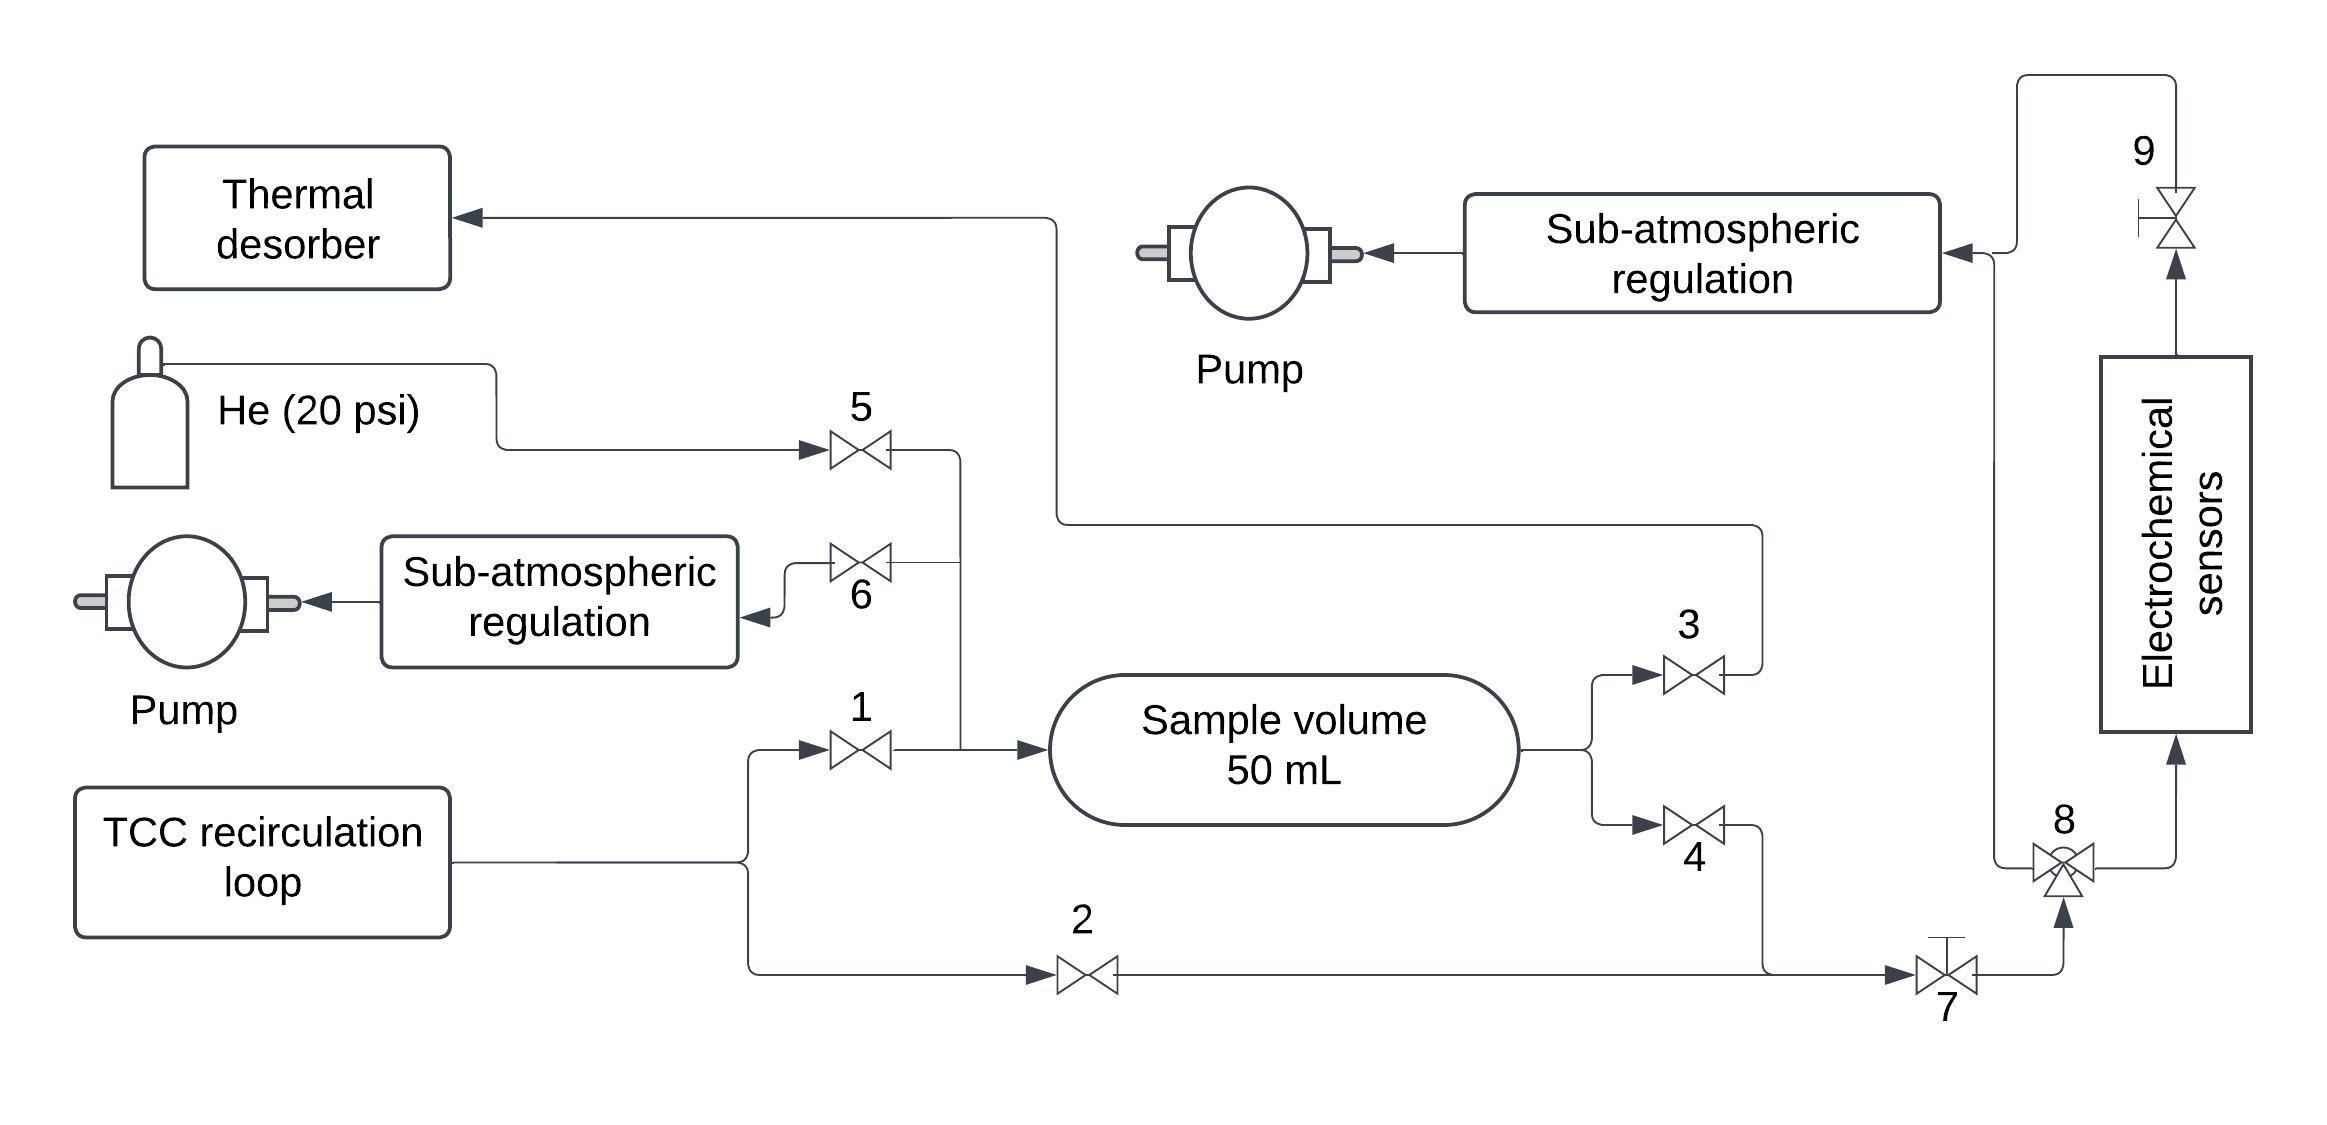 9
Thermal
desorber
Sub-atmospheric
regulation
Pump
He (20 psi)
5
Electrochemical
sensors
Sub-atmospheric
regulation
6
Pump
3
1
Sample volume
50 mL
TCC recirculation
loop
4
8
2
7